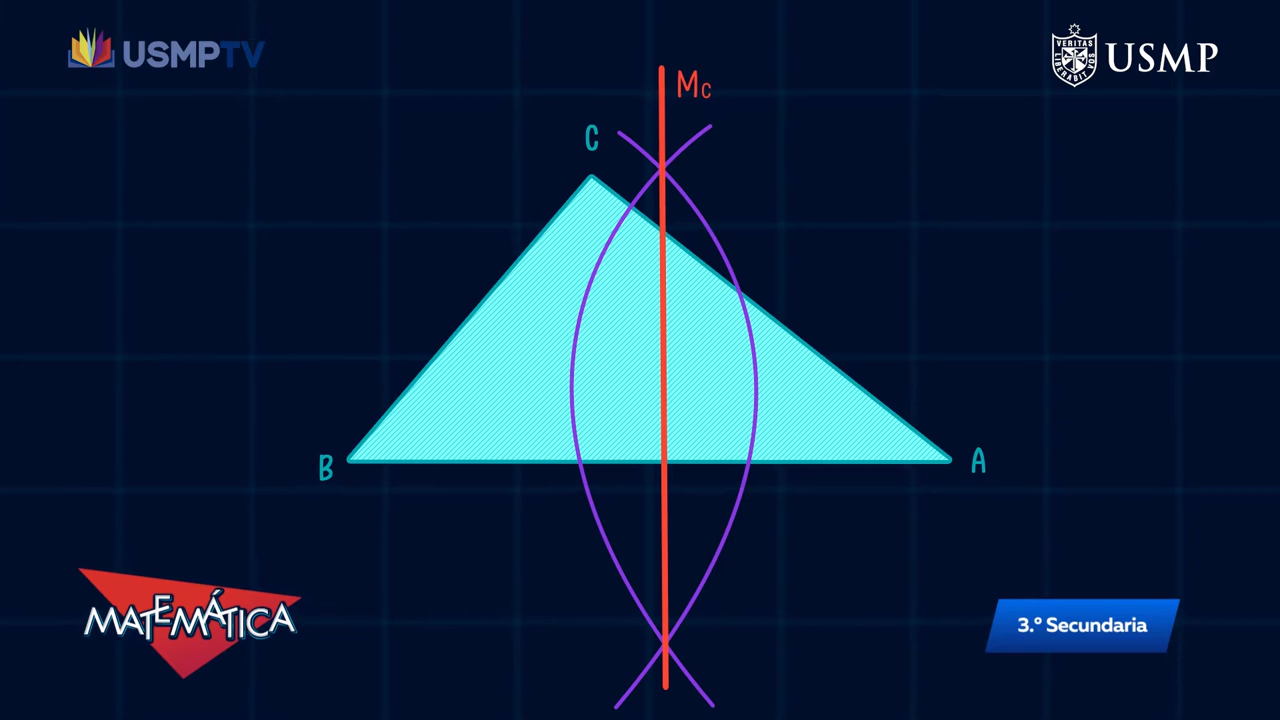 USMPTV
VERITAS
LIBERABIT VOS
USMP
Mc
C
B
A
MATEMÁTICA
3.º Secundaria